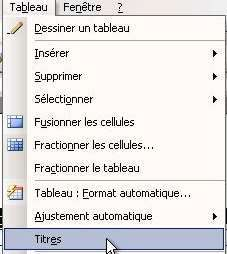 Tableau Fenêtre ?
Dessiner un tableau
Insérer
Supprimer
Sélectionner
Fusionner les cellules
Fractionner les cellules...
Fractionner le tableau
Tableau : Format automatique...
Ajustement automatique
Titres